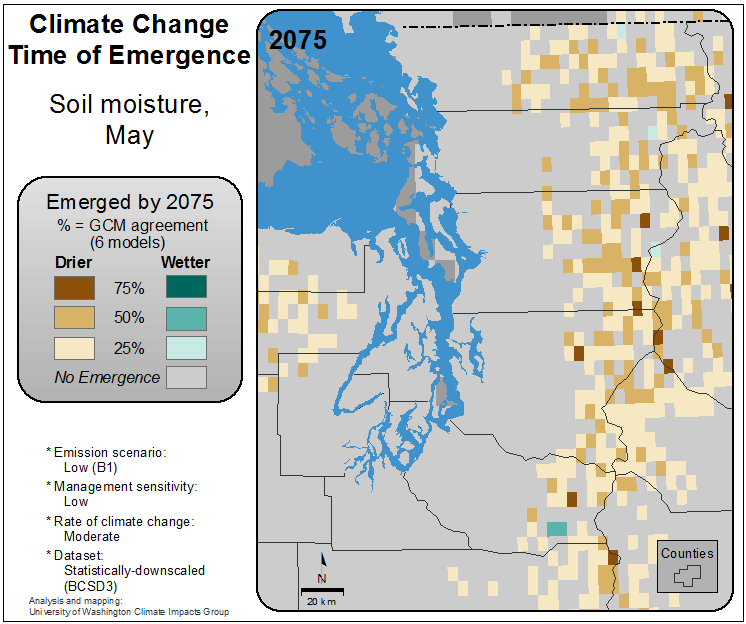 Climate Change
Time of Emergence
Soil moisture,
May
Emerged by 2075
% = GCM agreement
(6 models)
Drier Wetter
75%
50%
25%
No Emergence
* Emission scenario:
Low (B1)
* Management sensitivity:
Low
* Rate of climate change:
Moderate
* Dataset:
Statistically-downscaled
(BCSD3)
Analysis and mapping:
University of Washington Climate Impacts Group
2075
N
20 km
Counties